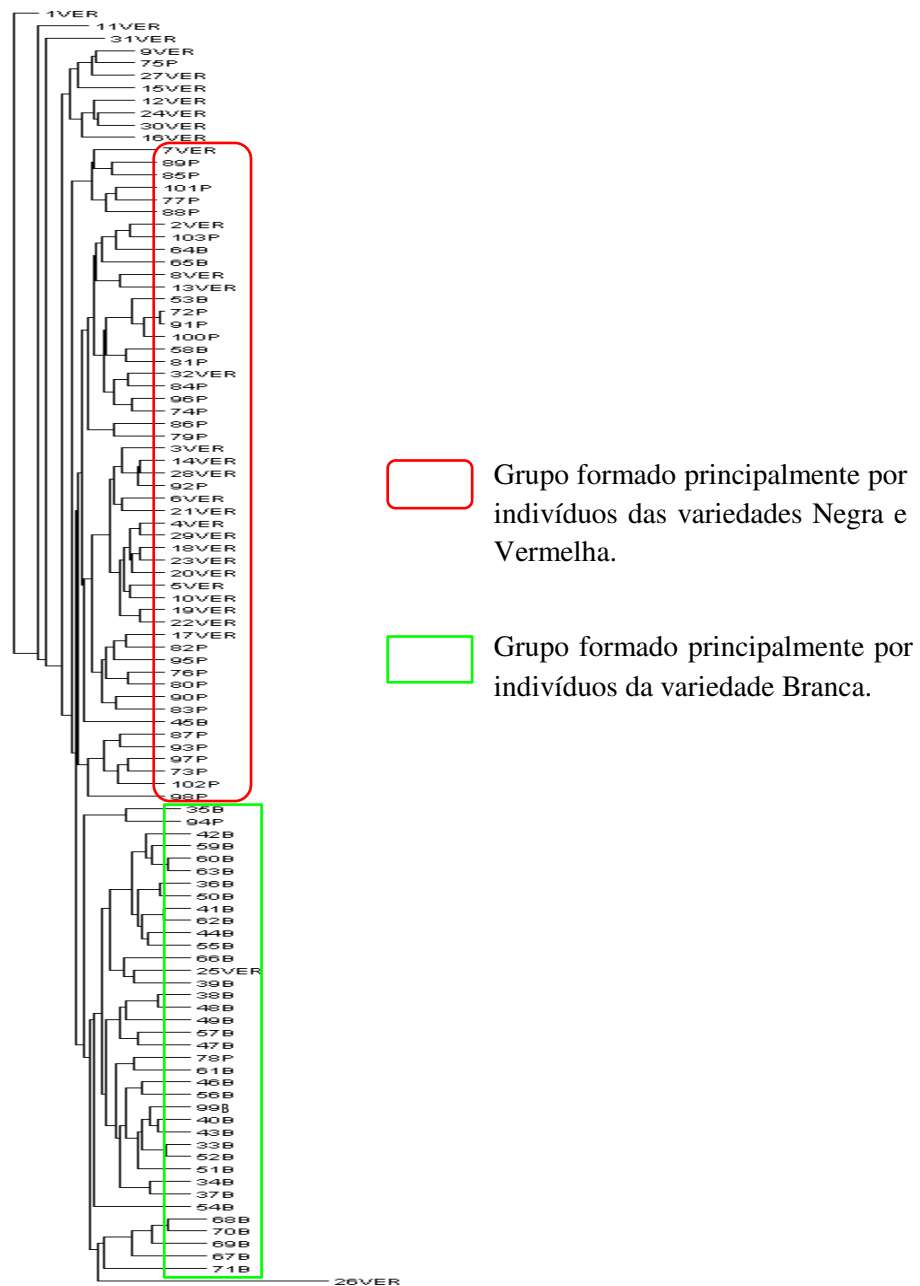 1VER
11VER
31VER
9VER
75P
27VER
15VER
12VER
24VER
30VER
16VER
7VER
89P
85P
101P
77P
88P
2VER
103P
64B
65B
8VER
13VER
53B
72P
91P
100P
58B
81P
32VER
84P
96P
74P
86P
79P
3VER
14VER
28VER
92P
6VER
21VER
4VER
29VER
18VER
23VER
20VER
5VER
10VER
19VER
22VER
17VER
82P
95P
76P
80P
90P
83P
45B
87P
93P
97P
73P
102P
98P
35B
94P
42B
59B
60B
63B
36B
50B
41B
62B
44B
55B
66B
25VER
39B
38B
48B
49B
57B
47B
78P
61B
46B
56B
99B
40B
43B
33B
52B
51B
34B
37B
54B
68B
70B
69B
67B
71B
26VER
Grupo formado principalmente por
indivíduos das variedades Negra e
Vermelha.
Grupo formado principalmente por
indivíduos da variedade Branca.